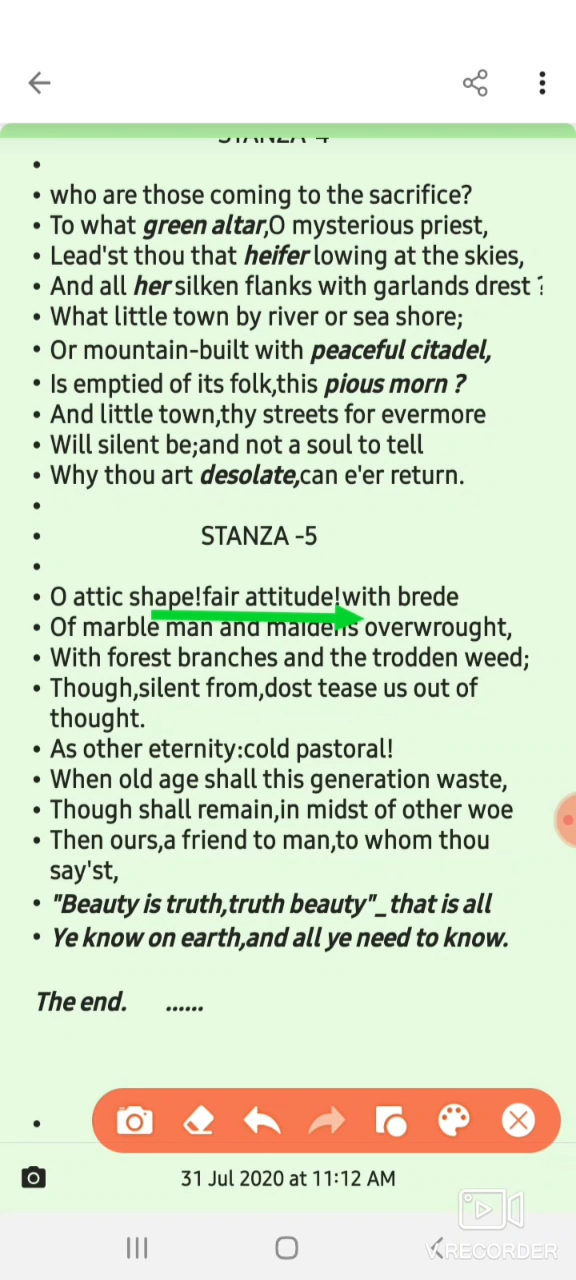 STANZA -4
who are those coming to the sacrifice?
To what green altar,O mysterious priest,
Lead'st thou that heifer lowing at the skies,
And all her silken flanks with garlands drest ?
What little town by river or sea shore;
Or mountain-built with peaceful citadel,
Is emptied of its folk,this pious morn ?
And little town,thy streets for evermore
Will silent be;and not a soul to tell
Why thou art desolate,can e'er return.
STANZA -5
O attic shape!fair attitude!with brede
Of marble man and maidens overwrought,
With forest branches and the trodden weed;
Though,silent from,dost tease us out of
thought.
As other eternity:cold pastoral!
When old age shall this generation waste,
Though shall remain,in midst of other woe
Then ours,a friend to man,to whom thou
say'st,
"Beauty is truth,truth beauty"_that is all
Ye know on earth,and all ye need to know.
The end. ......
31 Jul 2020 at 11:12 AM
V.RECORDER